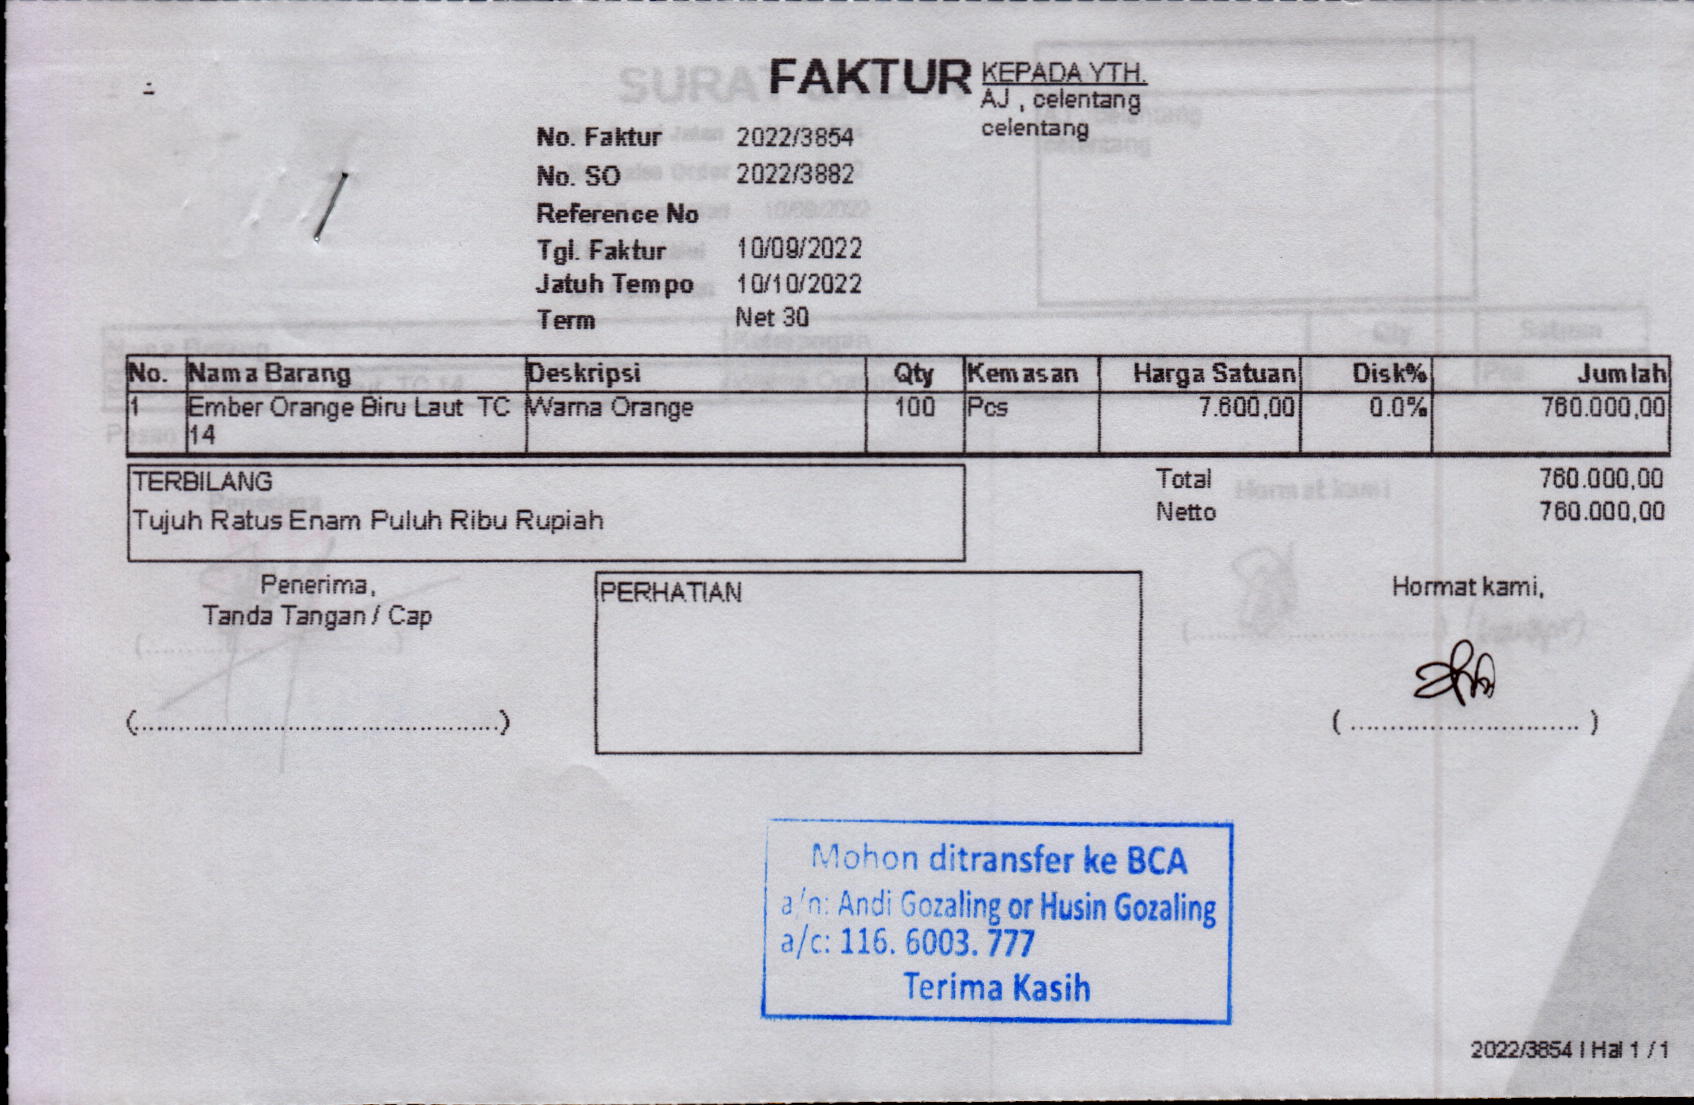 FAKTUR
KEPADA YTH.
AJ , celentang
celentang
No. Faktur 2022/3854
No. SO 2022/3882
Reference No
Tgl. Faktur 10/09/2022
Jatuh Tempo 10/10/2022
Term Net 30
No. Nama Barang Deskripsi Qty Kemasan Harga Satuan Disk% Jumlah
1 Ember Orange Biru Laut TC Warna Orange 100 Pcs 7.600,00 0.0% 760.000,00
14
TERBILANG
Tujuh Ratus Enam Puluh Ribu Rupiah
Total 760.000,00
Netto 760.000,00
Penerima,
Tanda Tangan / Cap
(................................................)
PERHATIAN
Hormat kami,
( ............................. )
Mohon ditransfer ke BCA
a/n: Andi Gozaling or Husin Gozaling
a/c: 116. 6003. 777
Terima Kasih
2022/3854 | Hal 1 / 1